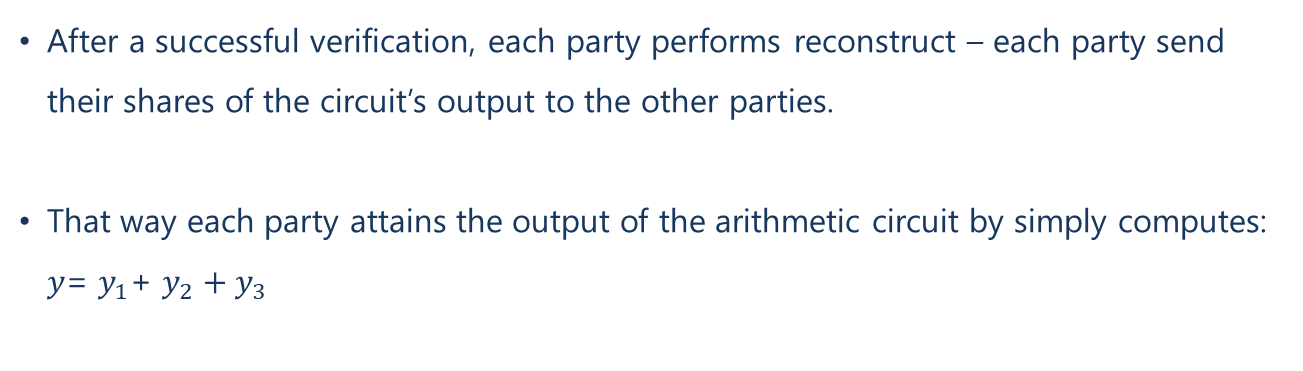 • After a successful verification, each party performs reconstruct – each party send
their shares of the circuit’s output to the other parties.
• That way each party attains the output of the arithmetic circuit by simply computes:
𝑦= 𝑦₁+ 𝑦₂ + 𝑦₃